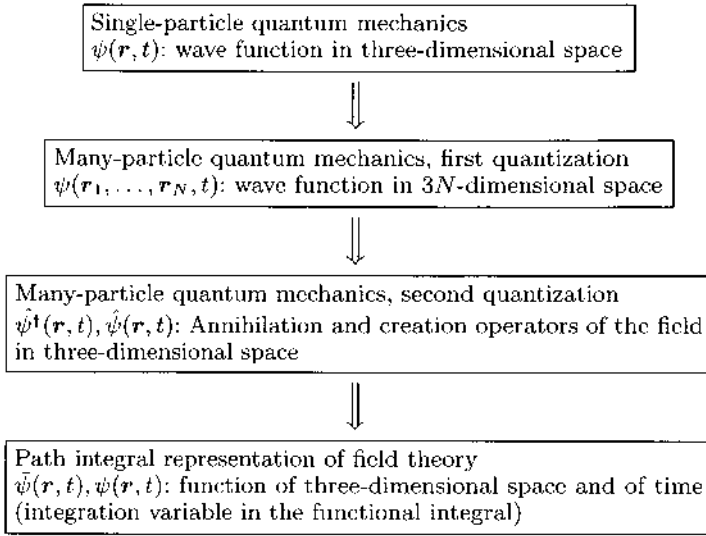 Single-particle quantum mechanics
ψ(r, t): wave function in three-dimensional space
⇓
Many-particle quantum mechanics, first quantization
ψ(r₁, . . . , r_N, t): wave function in 3N-dimensional space
⇓
Many-particle quantum mechanics, second quantization
ψ̂†(r, t), ψ̂(r, t): Annihilation and creation operators of the field
in three-dimensional space
⇓
Path integral representation of field theory
ψ̄(r, t), ψ(r, t): function of three-dimensional space and of time
(integration variable in the functional integral)